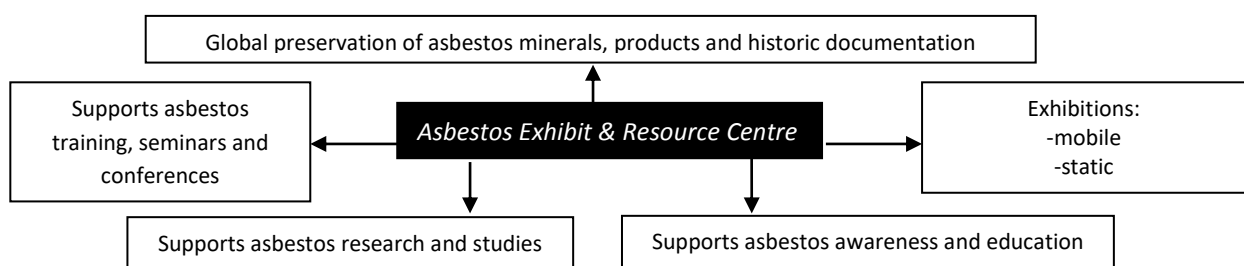 Global preservation of asbestos minerals, products and historic documentation
Supports asbestos
training, seminars and
conferences
Asbestos Exhibit & Resource Centre
Exhibitions:
-mobile
-static
Supports asbestos research and studies
Supports asbestos awareness and education